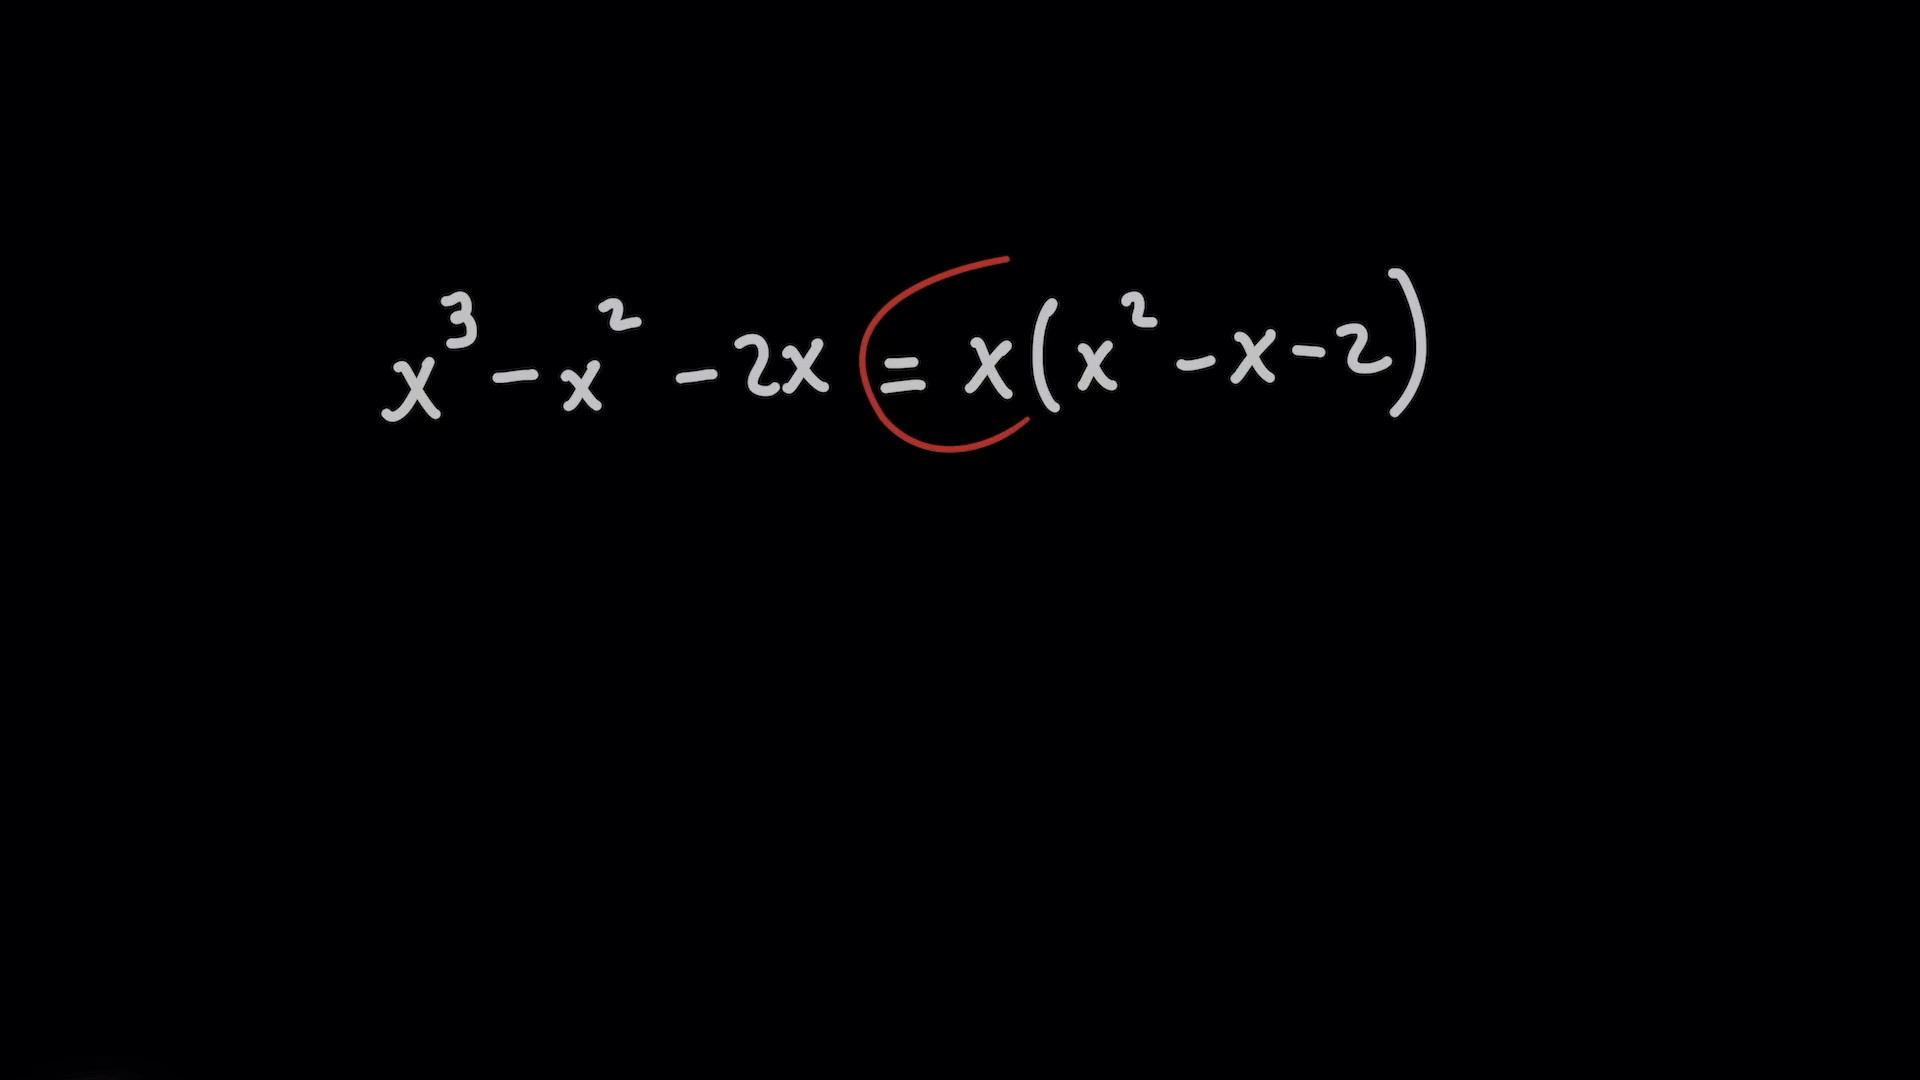 x³ - x² - 2x = x(x² - x - 2)